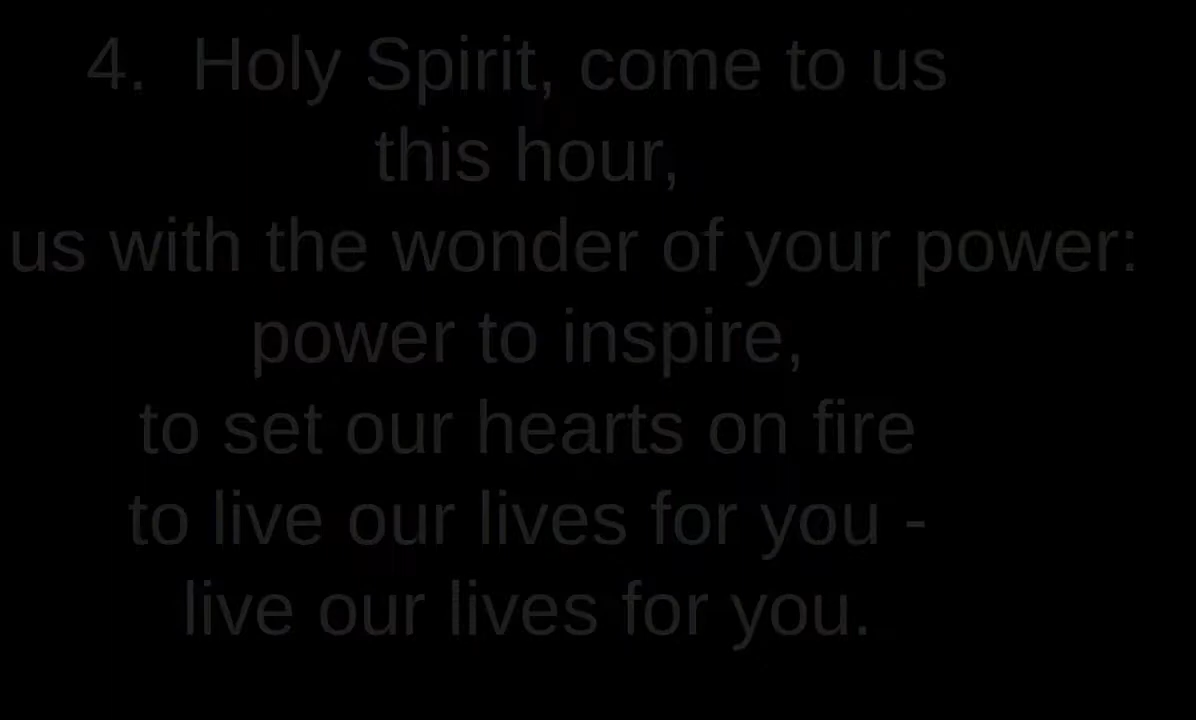 4. Holy Spirit, come to us
this hour,
us with the wonder of your power:
power to inspire,
to set our hearts on fire
to live our lives for you -
live our lives for you.